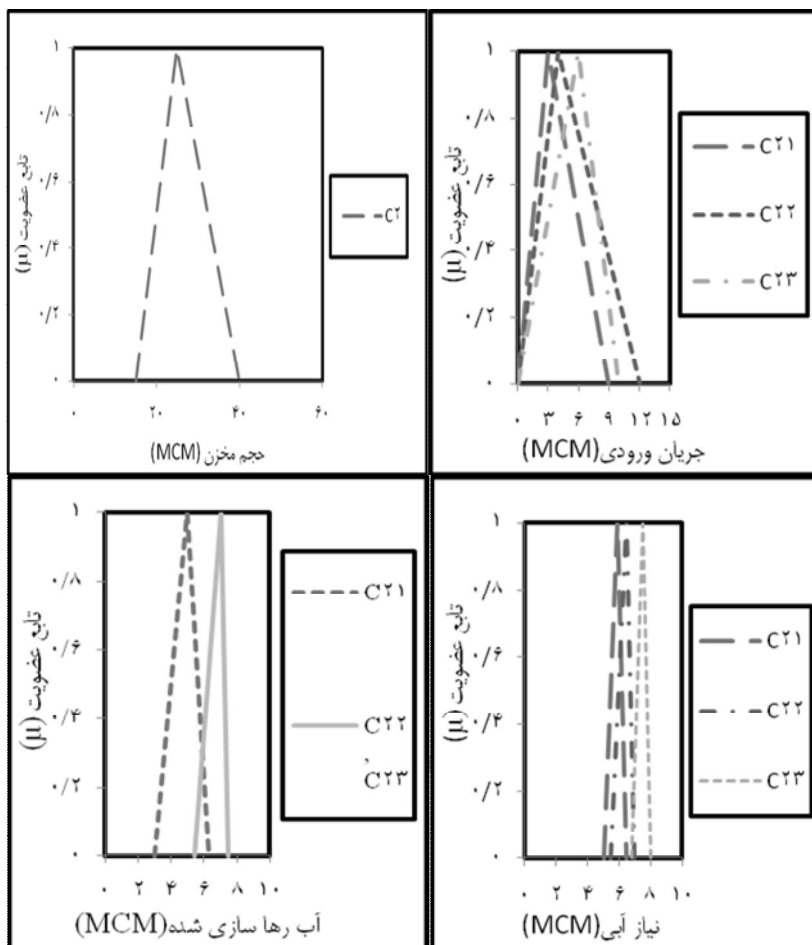 تابع عضویت (μ)
۱
۰/۸
۰/۶
۰/۴
۰/۲
۰
۰ ۲۰ ۴۰ ۶۰
حجم مخزن (MCM)
C۲
تابع عضویت (μ)
۱
۰/۸
۰/۶
۰/۴
۰/۲
۰
۰ ۳ ۶ ۹ ۱۲ ۱۵
جریان ورودی(MCM)
C۲۱
C۲۲
C۲۳
تابع عضویت (μ)
۱
۰/۸
۰/۶
۰/۴
۰/۲
۰
۰ ۲ ۴ ۶ ۸ ۱۰
آب رها سازی شده(MCM)
C۲۱
C۲۲
و
C۲۳
تابع عضویت (μ)
۱
۰/۸
۰/۶
۰/۴
۰/۲
۰
۰ ۲ ۴ ۶ ۸ ۱۰
نیاز آبی(MCM)
C۲۱
C۲۲
C۲۳